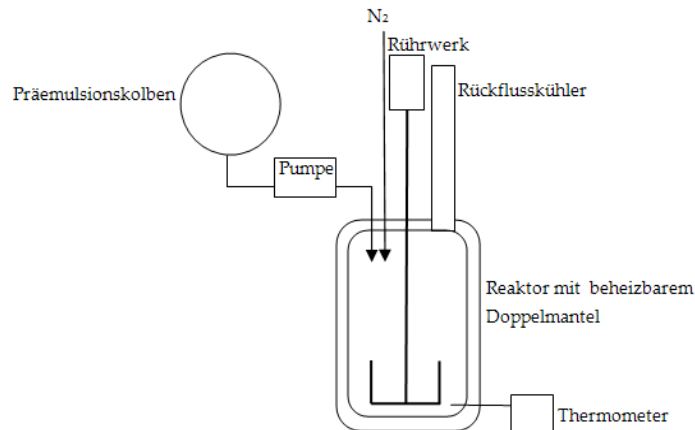 N₂
Rührwerk
Präemulsionskolben
Rückflusskühler
Pumpe
Reaktor mit beheizbarem
Doppelmantel
Thermometer